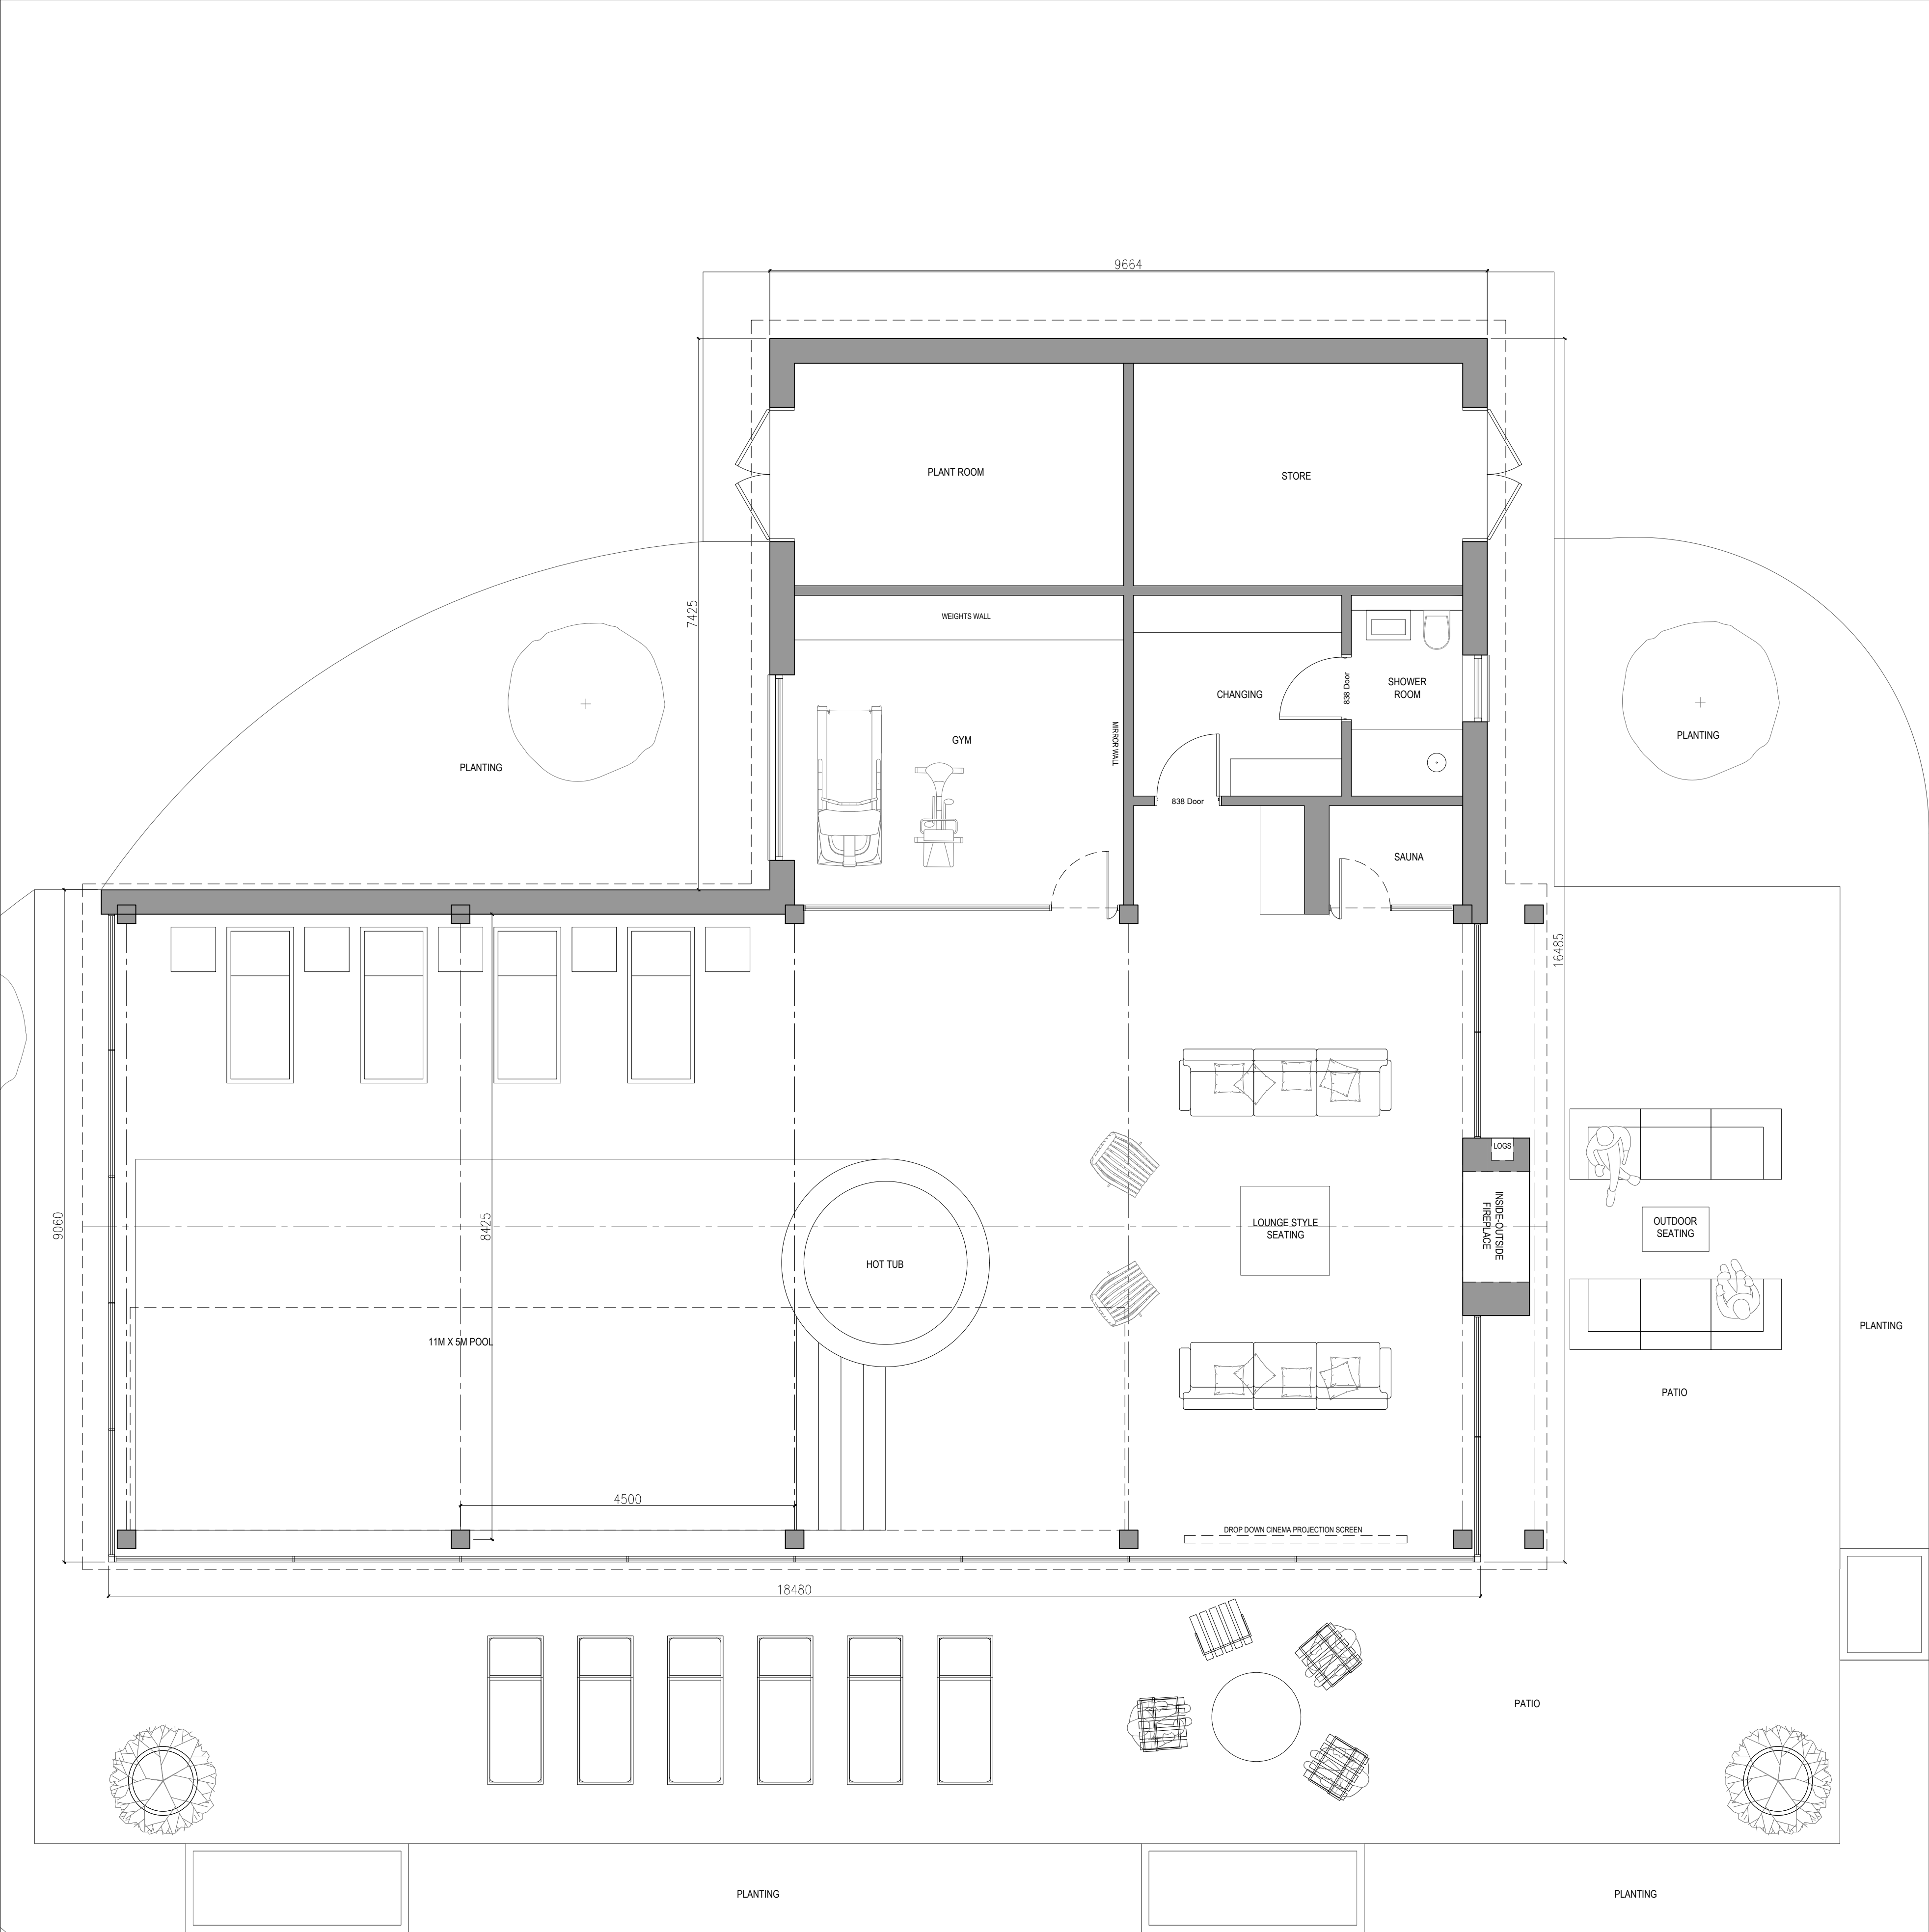 9664
PLANT ROOM
STORE
7425
WEIGHTS WALL
SHOWER
ROOM
838 Door
CHANGING
MIRROR WALL
GYM
PLANTING
PLANTING
838 Door
SAUNA
16485
LOGS
9060
8425
INSIDE-OUTSIDE
FIREPLACE
LOUNGE STYLE
SEATING
OUTDOOR
SEATING
HOT TUB
11M X 5M POOL
PLANTING
PATIO
4500
DROP DOWN CINEMA PROJECTION SCREEN
18480
PATIO
PLANTING
PLANTING